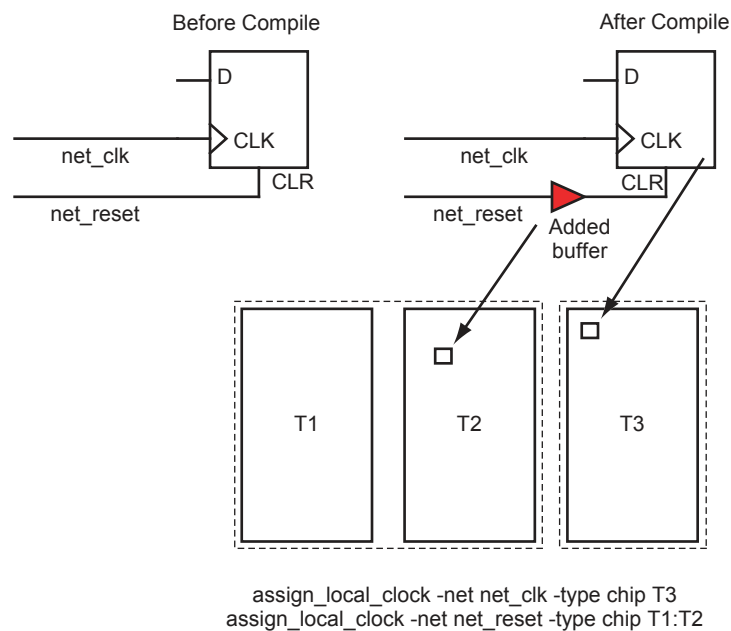 Before Compile
After Compile
D
D
CLK
CLK
net_clk
net_clk
CLR
CLR
net_reset
net_reset
Added
buffer
T1
T2
T3
assign_local_clock -net net_clk -type chip T3
assign_local_clock -net net_reset -type chip T1:T2